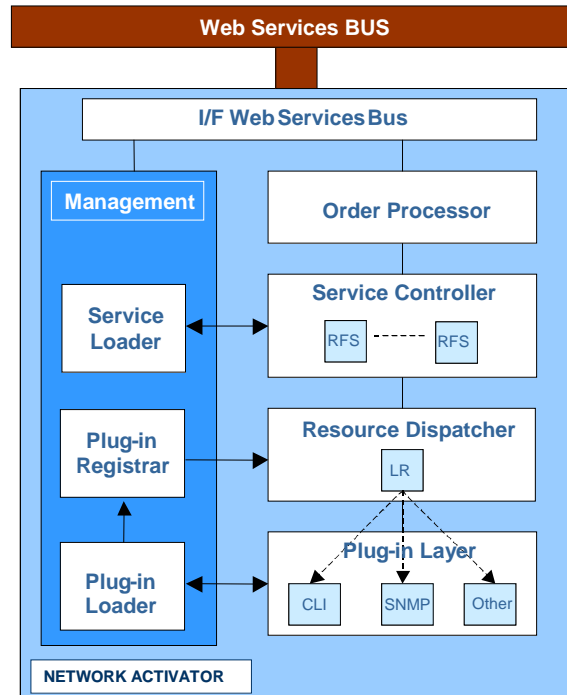 Web Services BUS
I/F Web Services Bus
Management
Order Processor
Service Controller
Service
Loader
RFS
RFS
Plug-in
Registrar
Resource Dispatcher
LR
Plug-in
Loader
Plug-in Layer
CLI
SNMP
Other
NETWORK ACTIVATOR